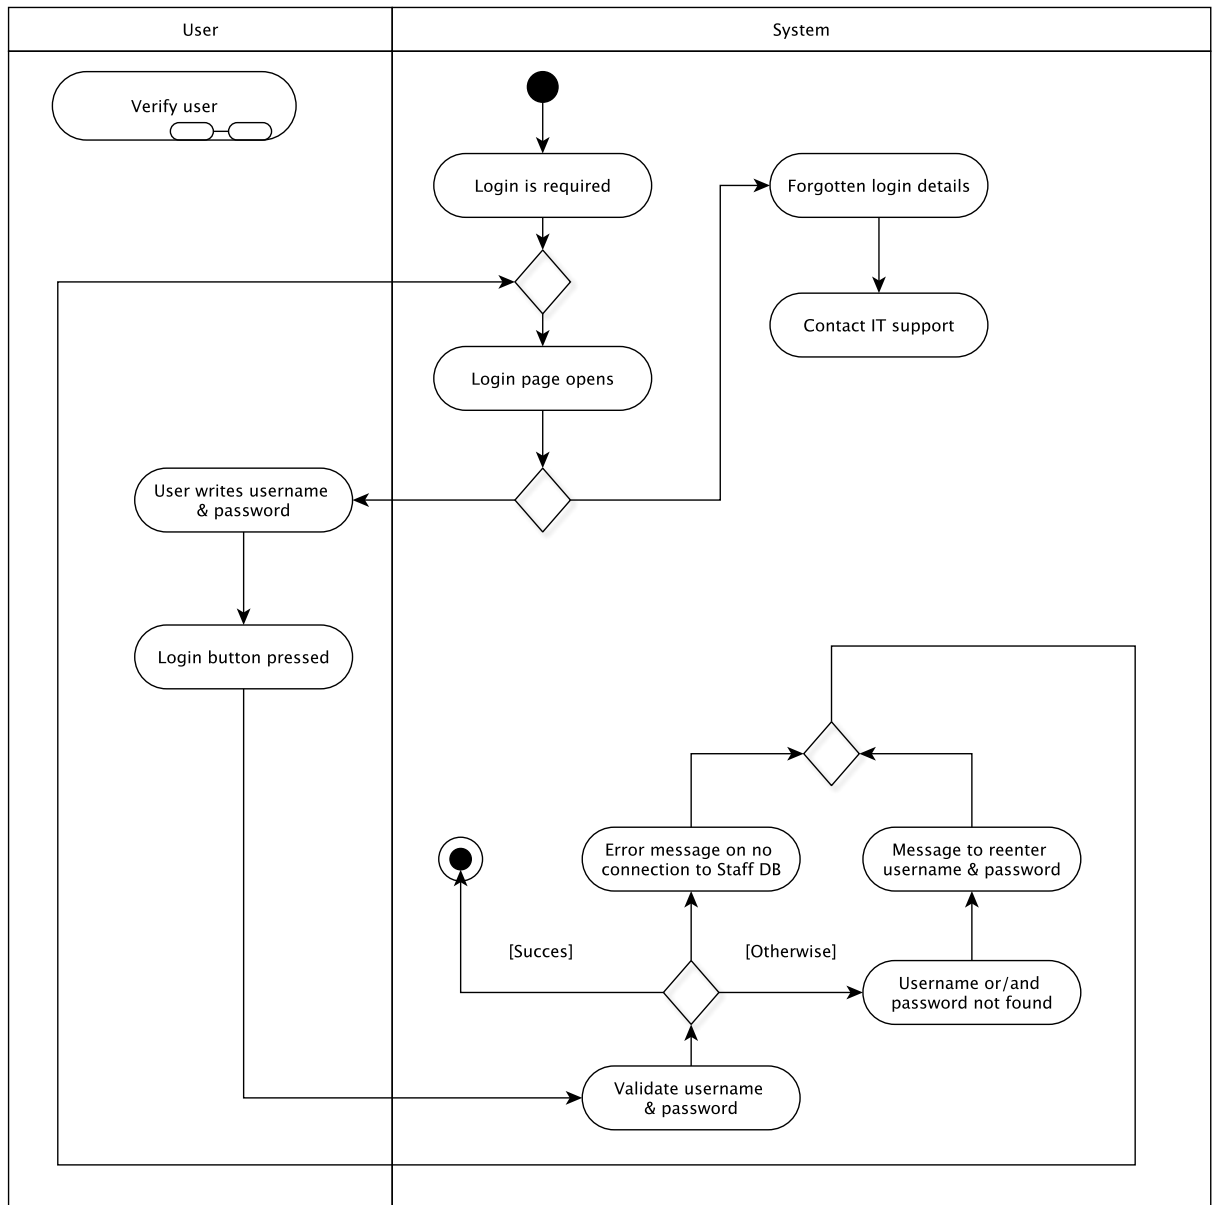 User
System
Verify user
Login is required
Forgotten login details
Contact IT support
Login page opens
User writes username
& password
Login button pressed
Error message on no
connection to Staff DB
Message to reenter
username & password
[Succes]
[Otherwise]
Username or/and
password not found
Validate username
& password